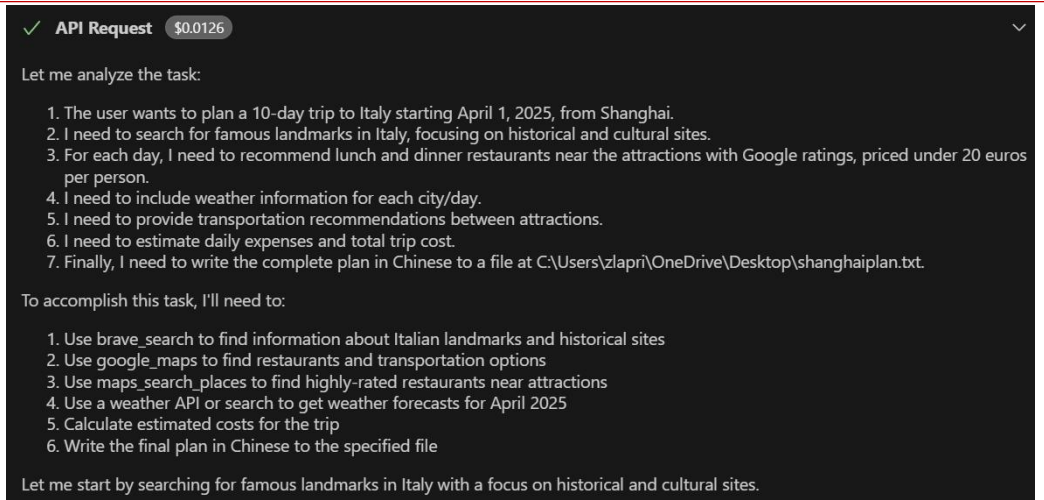 API Request $0.0126
Let me analyze the task:
1. The user wants to plan a 10-day trip to Italy starting April 1, 2025, from Shanghai.
2. I need to search for famous landmarks in Italy, focusing on historical and cultural sites.
3. For each day, I need to recommend lunch and dinner restaurants near the attractions with Google ratings, priced under 20 euros
per person.
4. I need to include weather information for each city/day.
5. I need to provide transportation recommendations between attractions.
6. I need to estimate daily expenses and total trip cost.
7. Finally, I need to write the complete plan in Chinese to a file at C:\Users\zlapri\OneDrive\Desktop\shanghaiplan.txt.
To accomplish this task, I'll need to:
1. Use brave_search to find information about Italian landmarks and historical sites
2. Use google_maps to find restaurants and transportation options
3. Use maps_search_places to find highly-rated restaurants near attractions
4. Use a weather API or search to get weather forecasts for April 2025
5. Calculate estimated costs for the trip
6. Write the final plan in Chinese to the specified file
Let me start by searching for famous landmarks in Italy with a focus on historical and cultural sites.